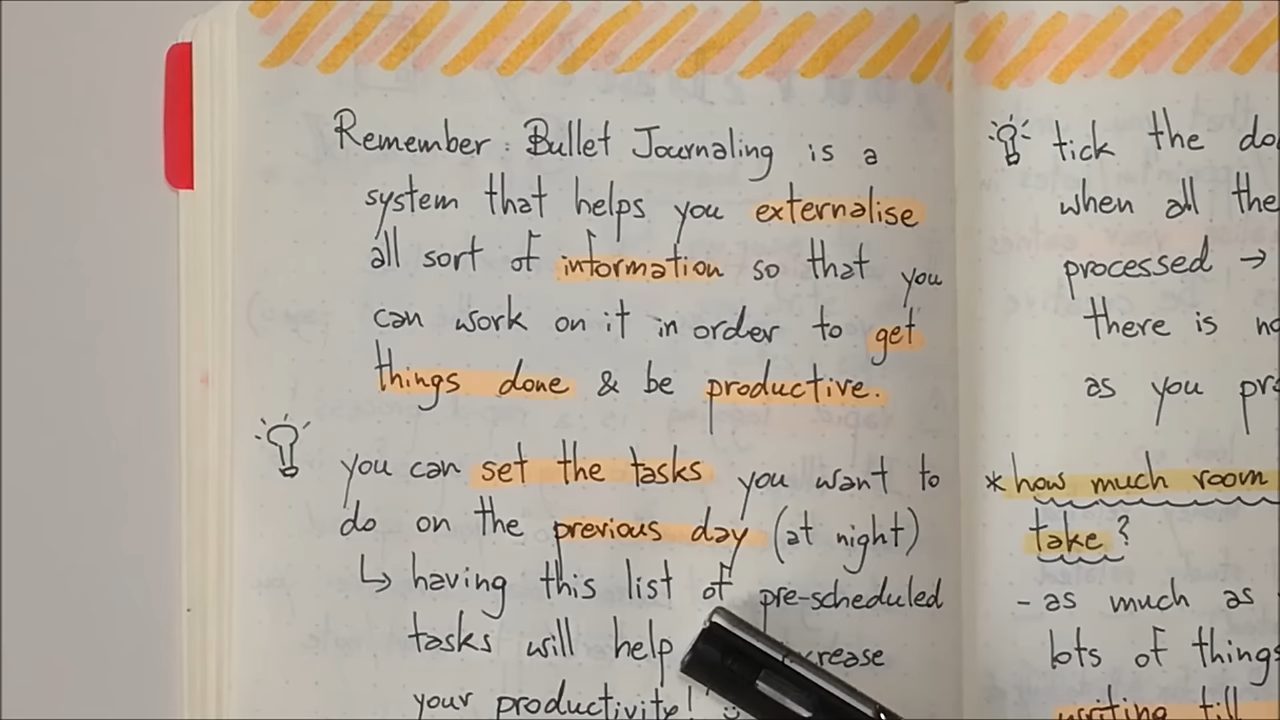 Remember : Bullet Journaling is a
system that helps you externalise
all sort of information so that you
can work on it in order to get
things done & be productive.
you can set the tasks you want to
do on the previous day (at night)
↳ having this list of pre-scheduled
tasks will help
your productivity!
tick the
when all the
processed →
there is
as you
* how much room
take?
- as much as
lots of things
writing till